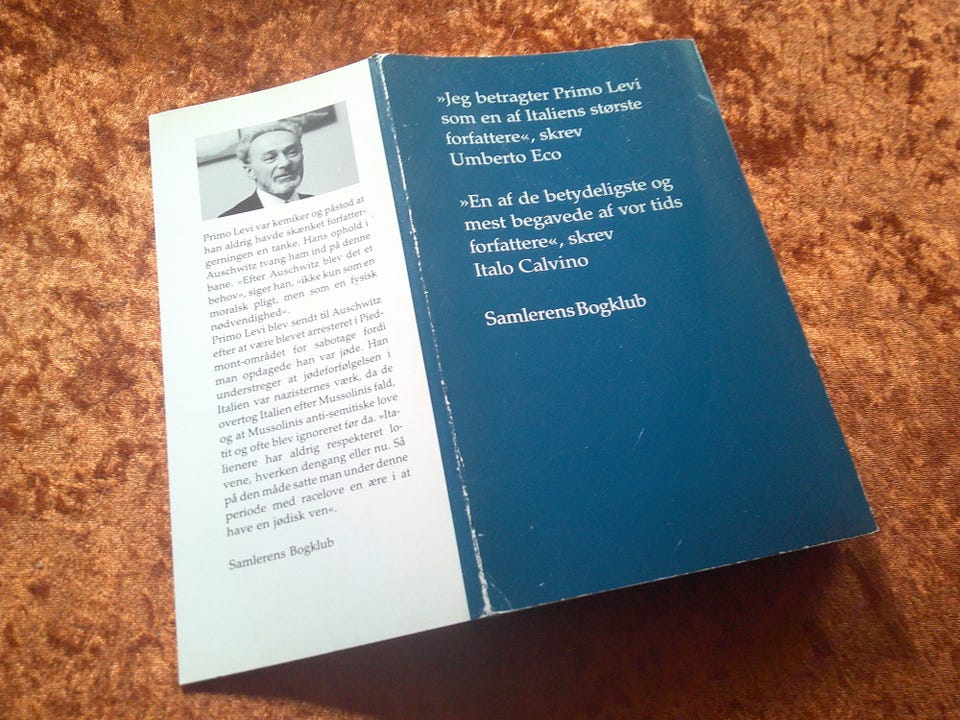 Primo Levi var kemiker og påstod at
han aldrig havde skænket forfatter-
gerningen en tanke. Hans ophold i
Auschwitz tvang ham ind på denne
bane. »Efter Auschwitz blev det et
behov«, siger han, »ikke kun som en
moralsk pligt, men som en fysisk
nødvendighed«.
Primo Levi blev sendt til Auschwitz
efter at være blevet arresteret i Pied-
mont-området for sabotage fordi
man opdagede han var jøde. Han
understreger at jødeforfølgelsen i
Italien var nazisternes værk, da de
overtog Italien efter Mussolinis fald,
og at Mussolinis anti-semitiske love
tit og ofte blev ignoreret før da. »Ita-
lienere har aldrig respekteret lo-
vene, hverken dengang eller nu. Så
på den måde satte man under denne
periode med racelove en ære i at
have en jødisk ven«.
Samlerens Bogklub
»Jeg betragter Primo Levi
som en af Italiens største
forfattere«, skrev
Umberto Eco
»En af de betydeligste og
mest begavede af vor tids
forfattere«, skrev
Italo Calvino
Samlerens Bogklub